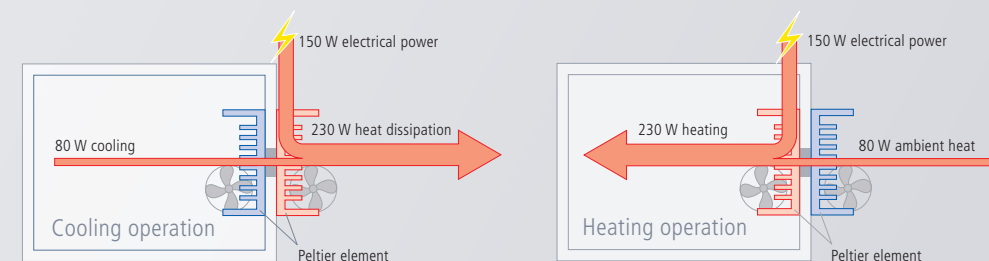 150 W electrical power
230 W heat dissipation
80 W cooling
Cooling operation
Peltier element
150 W electrical power
230 W heating
80 W ambient heat
Heating operation
Peltier element